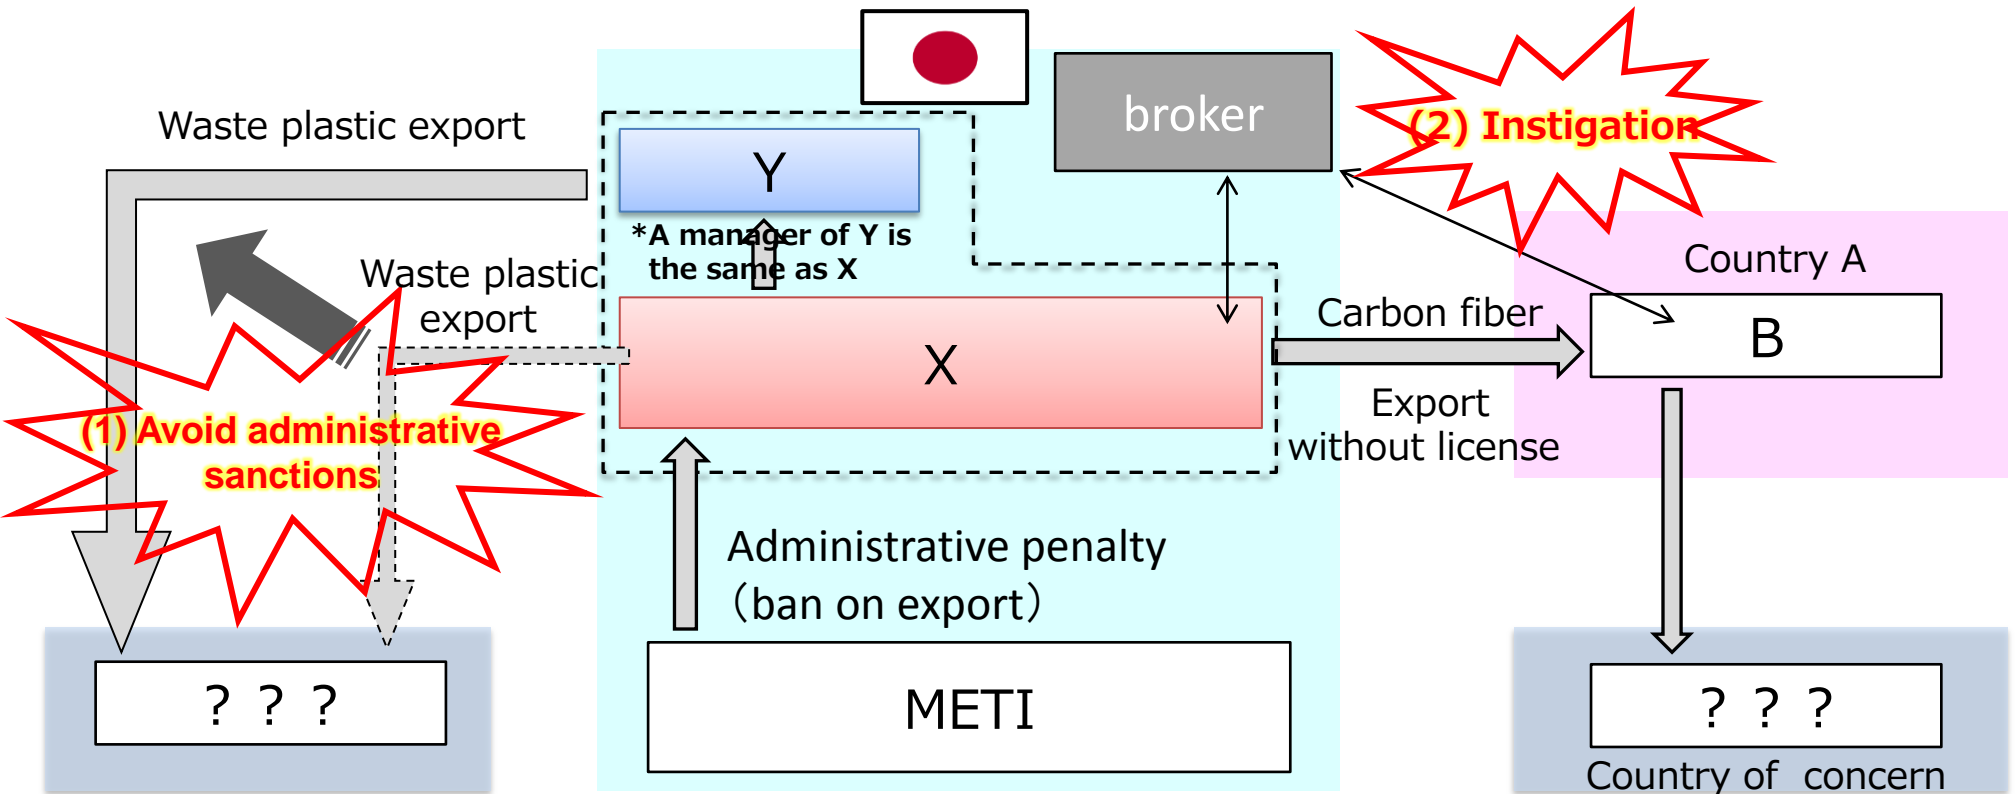 broker
(2) Instigation
Waste plastic export
Y
*A manager of Y is
the same as X
Country A
Waste plastic
export
Carbon fiber
B
X
Export
without license
(1) Avoid administrative
sanctions
Administrative penalty
（ban on export）
? ? ?
METI
? ? ?
Country of concern